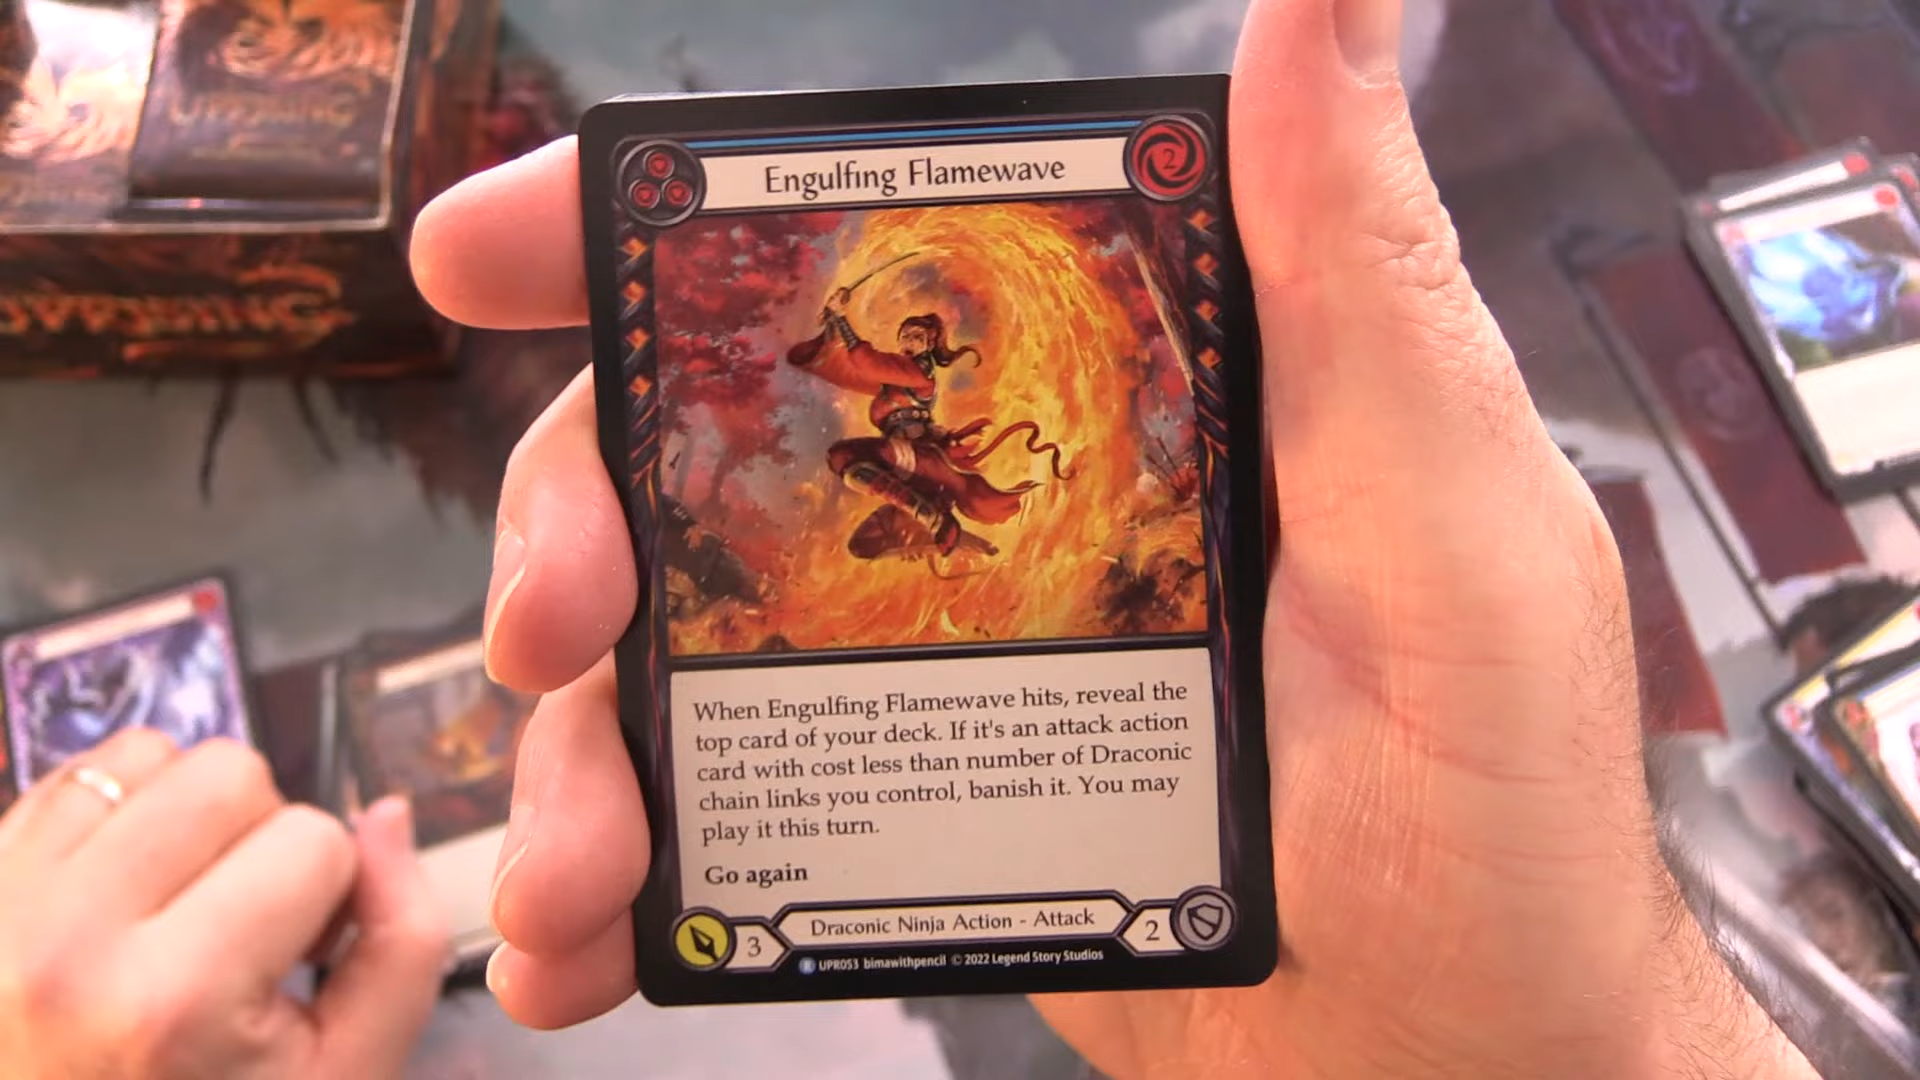 UPRISING
UPRISING
Engulfing Flamewave
2
When Engulfing Flamewave hits, reveal the
top card of your deck. If it's an attack action
card with cost less than number of Draconic
chain links you control, banish it. You may
play it this turn.
Go again
3
Draconic Ninja Action - Attack
2
R UPR053 bimawithpencil © 2022 Legend Story Studios